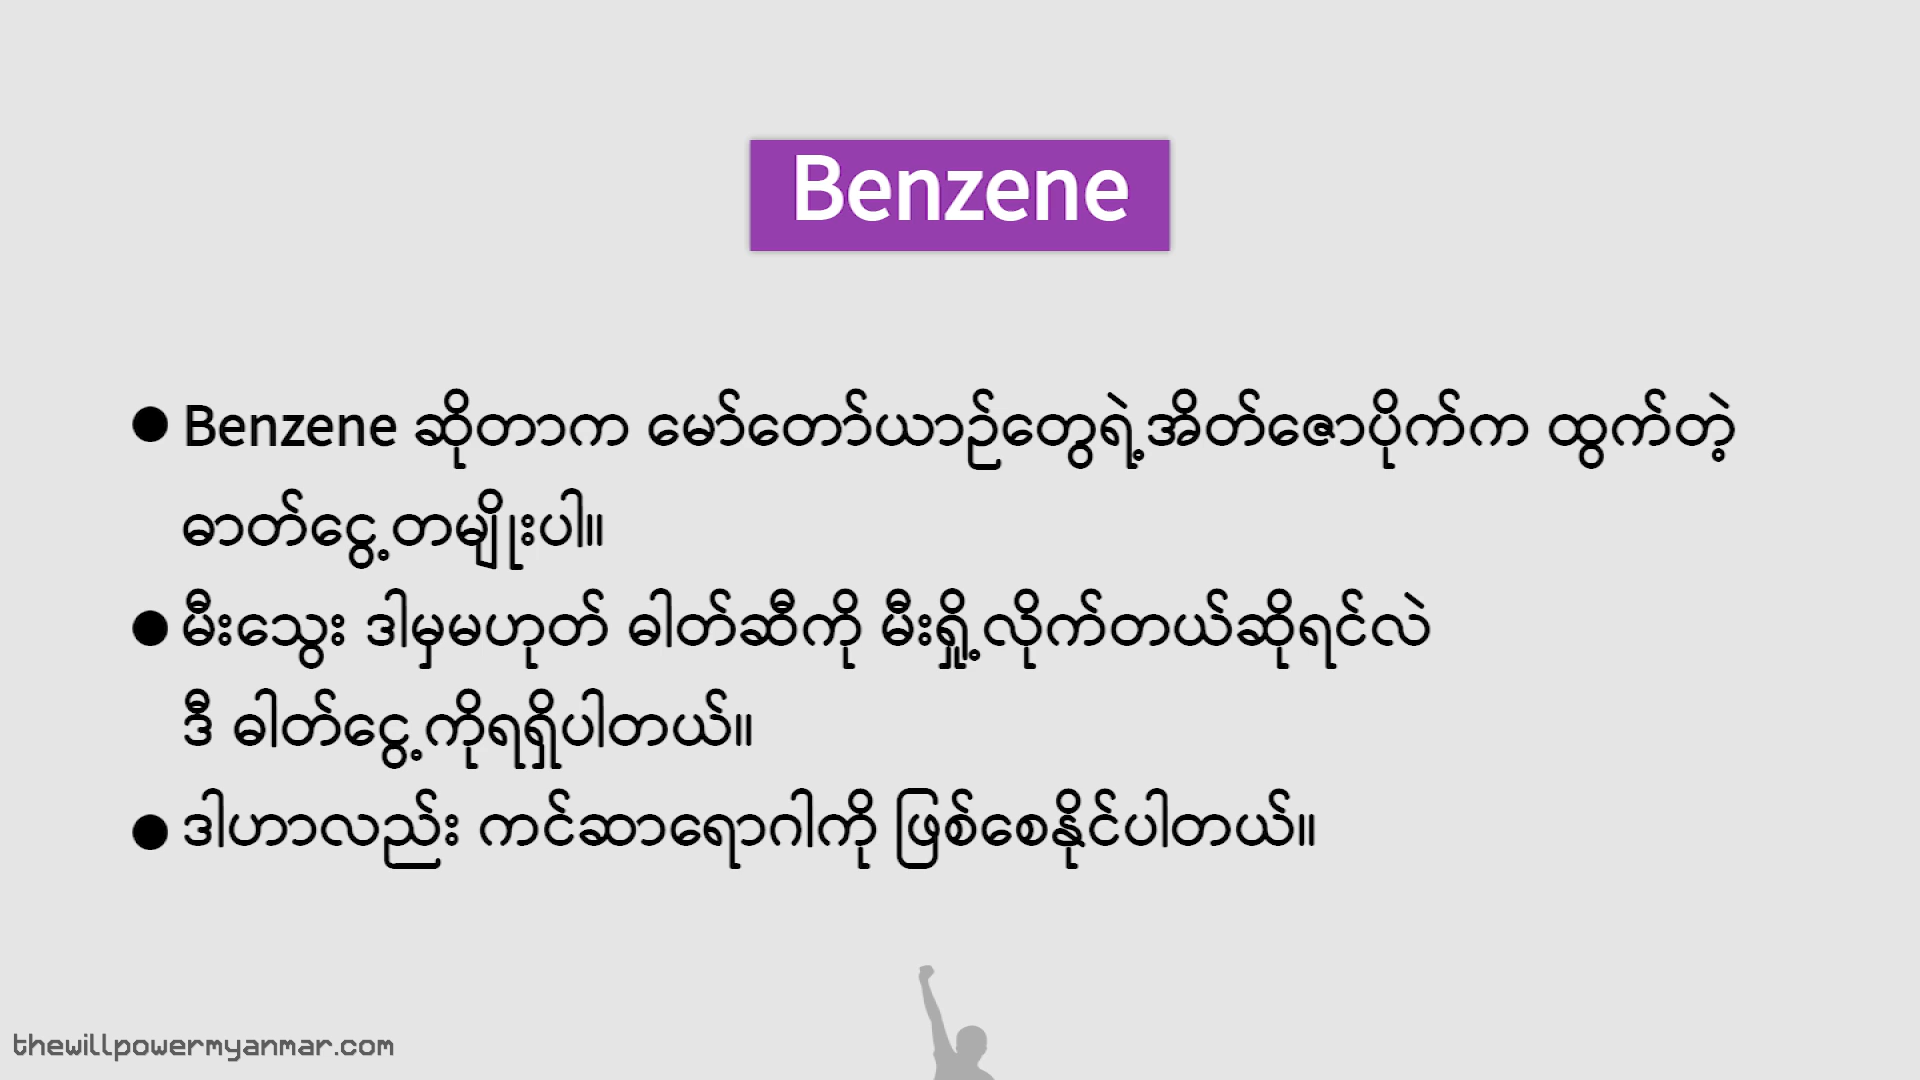 Benzene
● Benzene ဆိုတာက မော်တော်ယာဉ်တွေရဲ့အိတ်ဇောပိုက်က ထွက်တဲ့
ဓာတ်ငွေ့တမျိုးပါ။
● မီးသွေး ဒါမှမဟုတ် ဓါတ်ဆီကို မီးရှို့လိုက်တယ်ဆိုရင်လဲ
ဒီ ဓါတ်ငွေ့ကိုရရှိပါတယ်။
● ဒါဟာလည်း ကင်ဆာရောဂါကို ဖြစ်စေနိုင်ပါတယ်။
thewillpowermyanmar.com